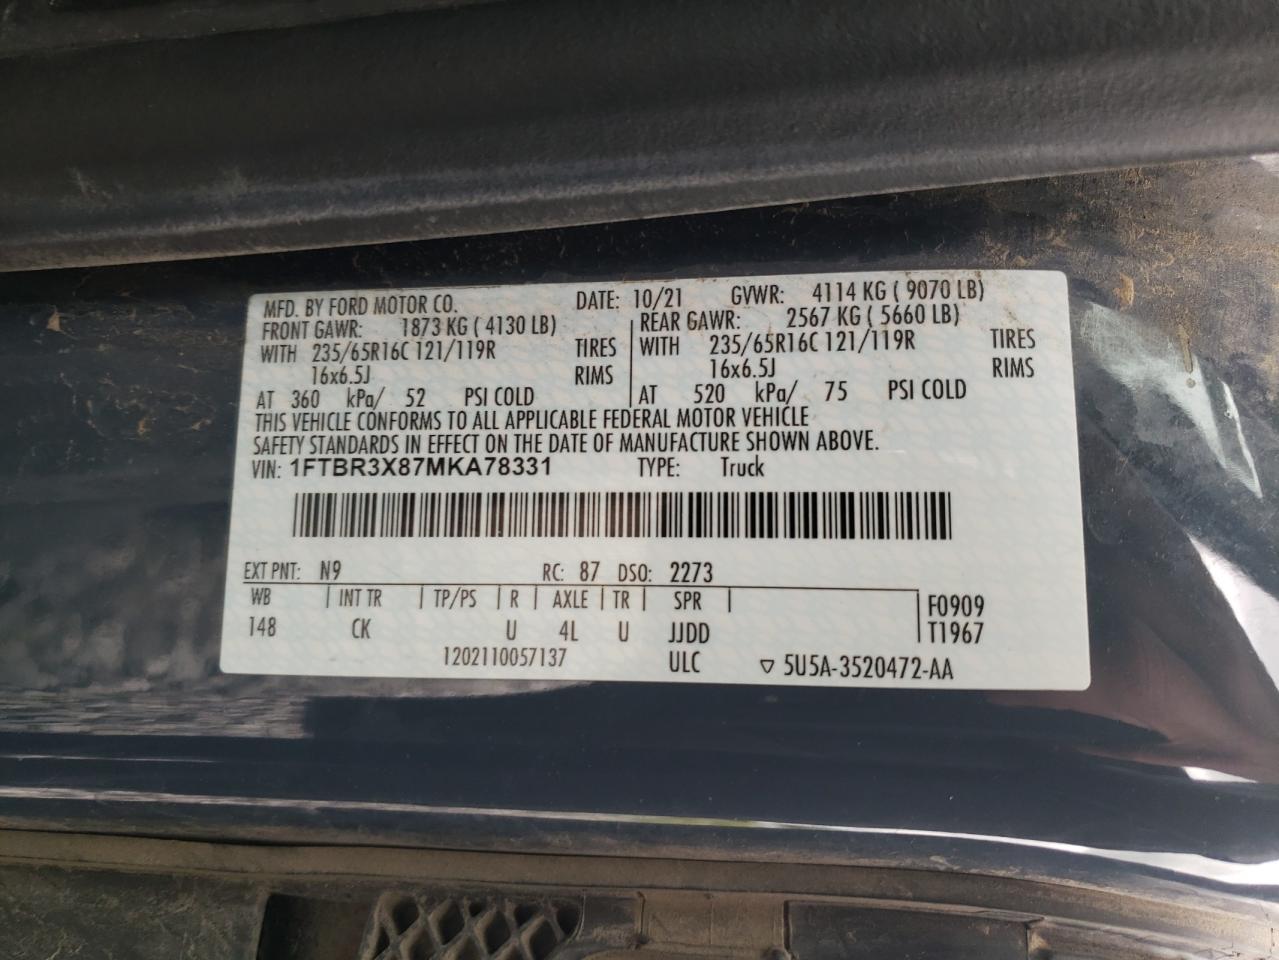 MFD. BY FORD MOTOR CO. DATE: 10/21 GVWR: 4114 KG ( 9070 LB)
FRONT GAWR: 1873 KG ( 4130 LB) REAR GAWR: 2567 KG ( 5660 LB)
WITH 235/65R16C 121/119R TIRES WITH 235/65R16C 121/119R TIRES
16x6.5J RIMS 16x6.5J RIMS
AT 360 kPa/ 52 PSI COLD AT 520 kPa/ 75 PSI COLD
THIS VEHICLE CONFORMS TO ALL APPLICABLE FEDERAL MOTOR VEHICLE
SAFETY STANDARDS IN EFFECT ON THE DATE OF MANUFACTURE SHOWN ABOVE.
VIN: 1FTBR3X87MKA78331 TYPE: Truck
EXT PNT: N9 RC: 87 DSO: 2273
WB INT TR TP/PS R AXLE TR SPR F0909
148 CK U 4L U JJDD T1967
1202110057137 ULC ▽ 5U5A-3520472-AA